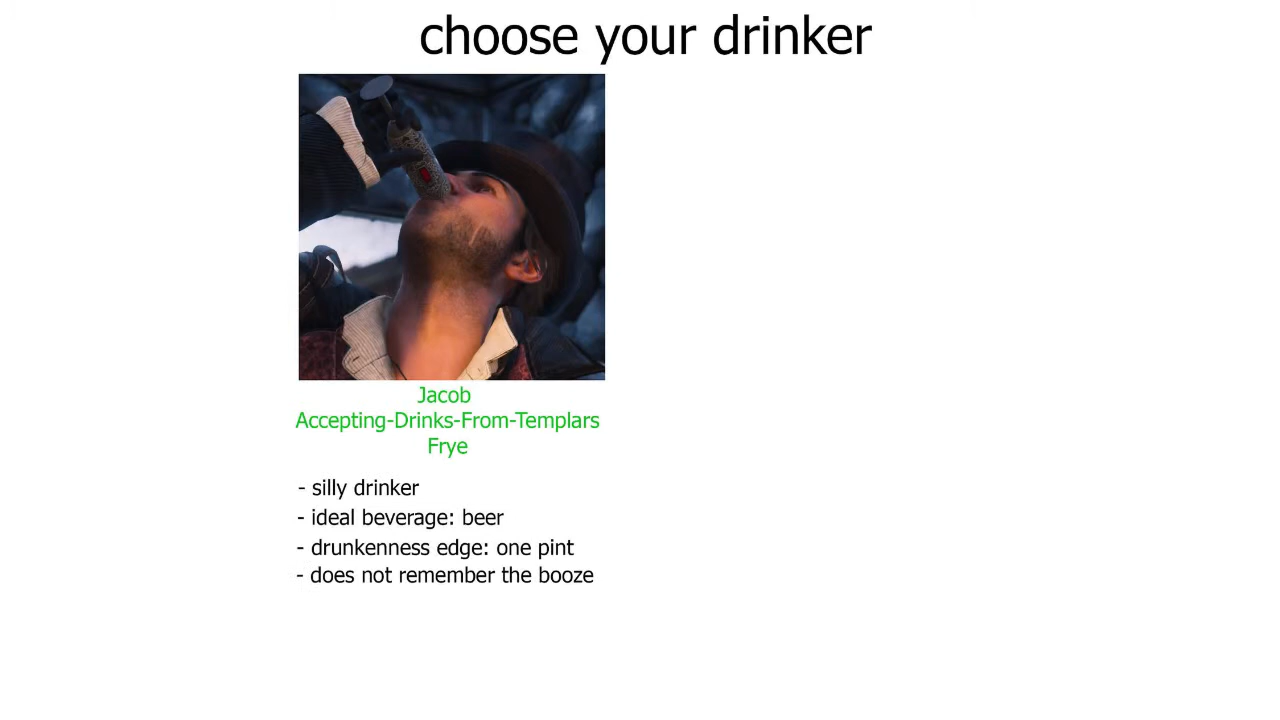 choose your drinker
Jacob
Accepting-Drinks-From-Templars
Frye
- silly drinker
- ideal beverage: beer
- drunkenness edge: one pint
- does not remember the booze